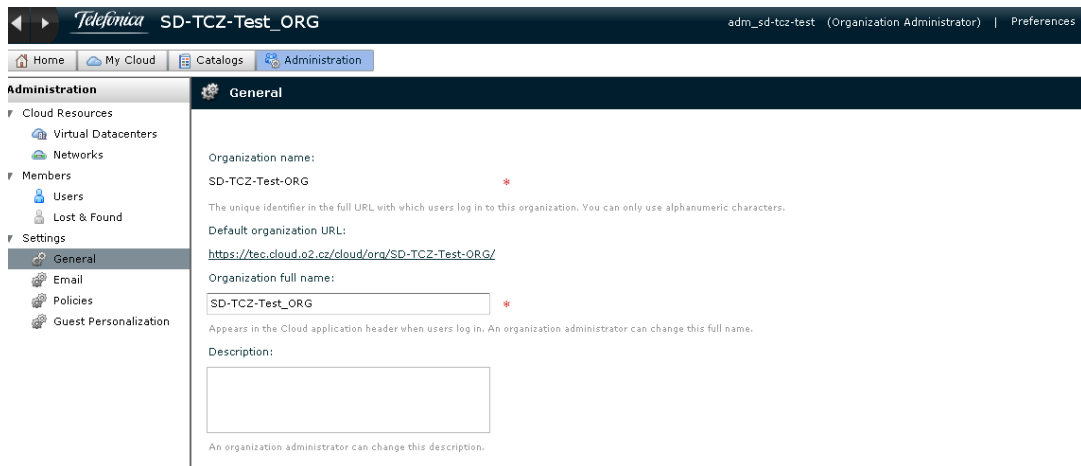 Telefónica SD-TCZ-Test_ORG
adm_sd-tcz-test (Organization Administrator) | Preferences
Home My Cloud Catalogs Administration
Administration
Cloud Resources
Virtual Datacenters
Networks
Members
Users
Lost & Found
Settings
General
Email
Policies
Guest Personalization
General
Organization name:
SD-TCZ-Test-ORG *
The unique identifier in the full URL with which users log in to this organization. You can only use alphanumeric characters.
Default organization URL:
https://tec.cloud.o2.cz/cloud/org/SD-TCZ-Test-ORG/
Organization full name:
SD-TCZ-Test_ORG *
Appears in the Cloud application header when users log in. An organization administrator can change this full name.
Description:
An organization administrator can change this description.